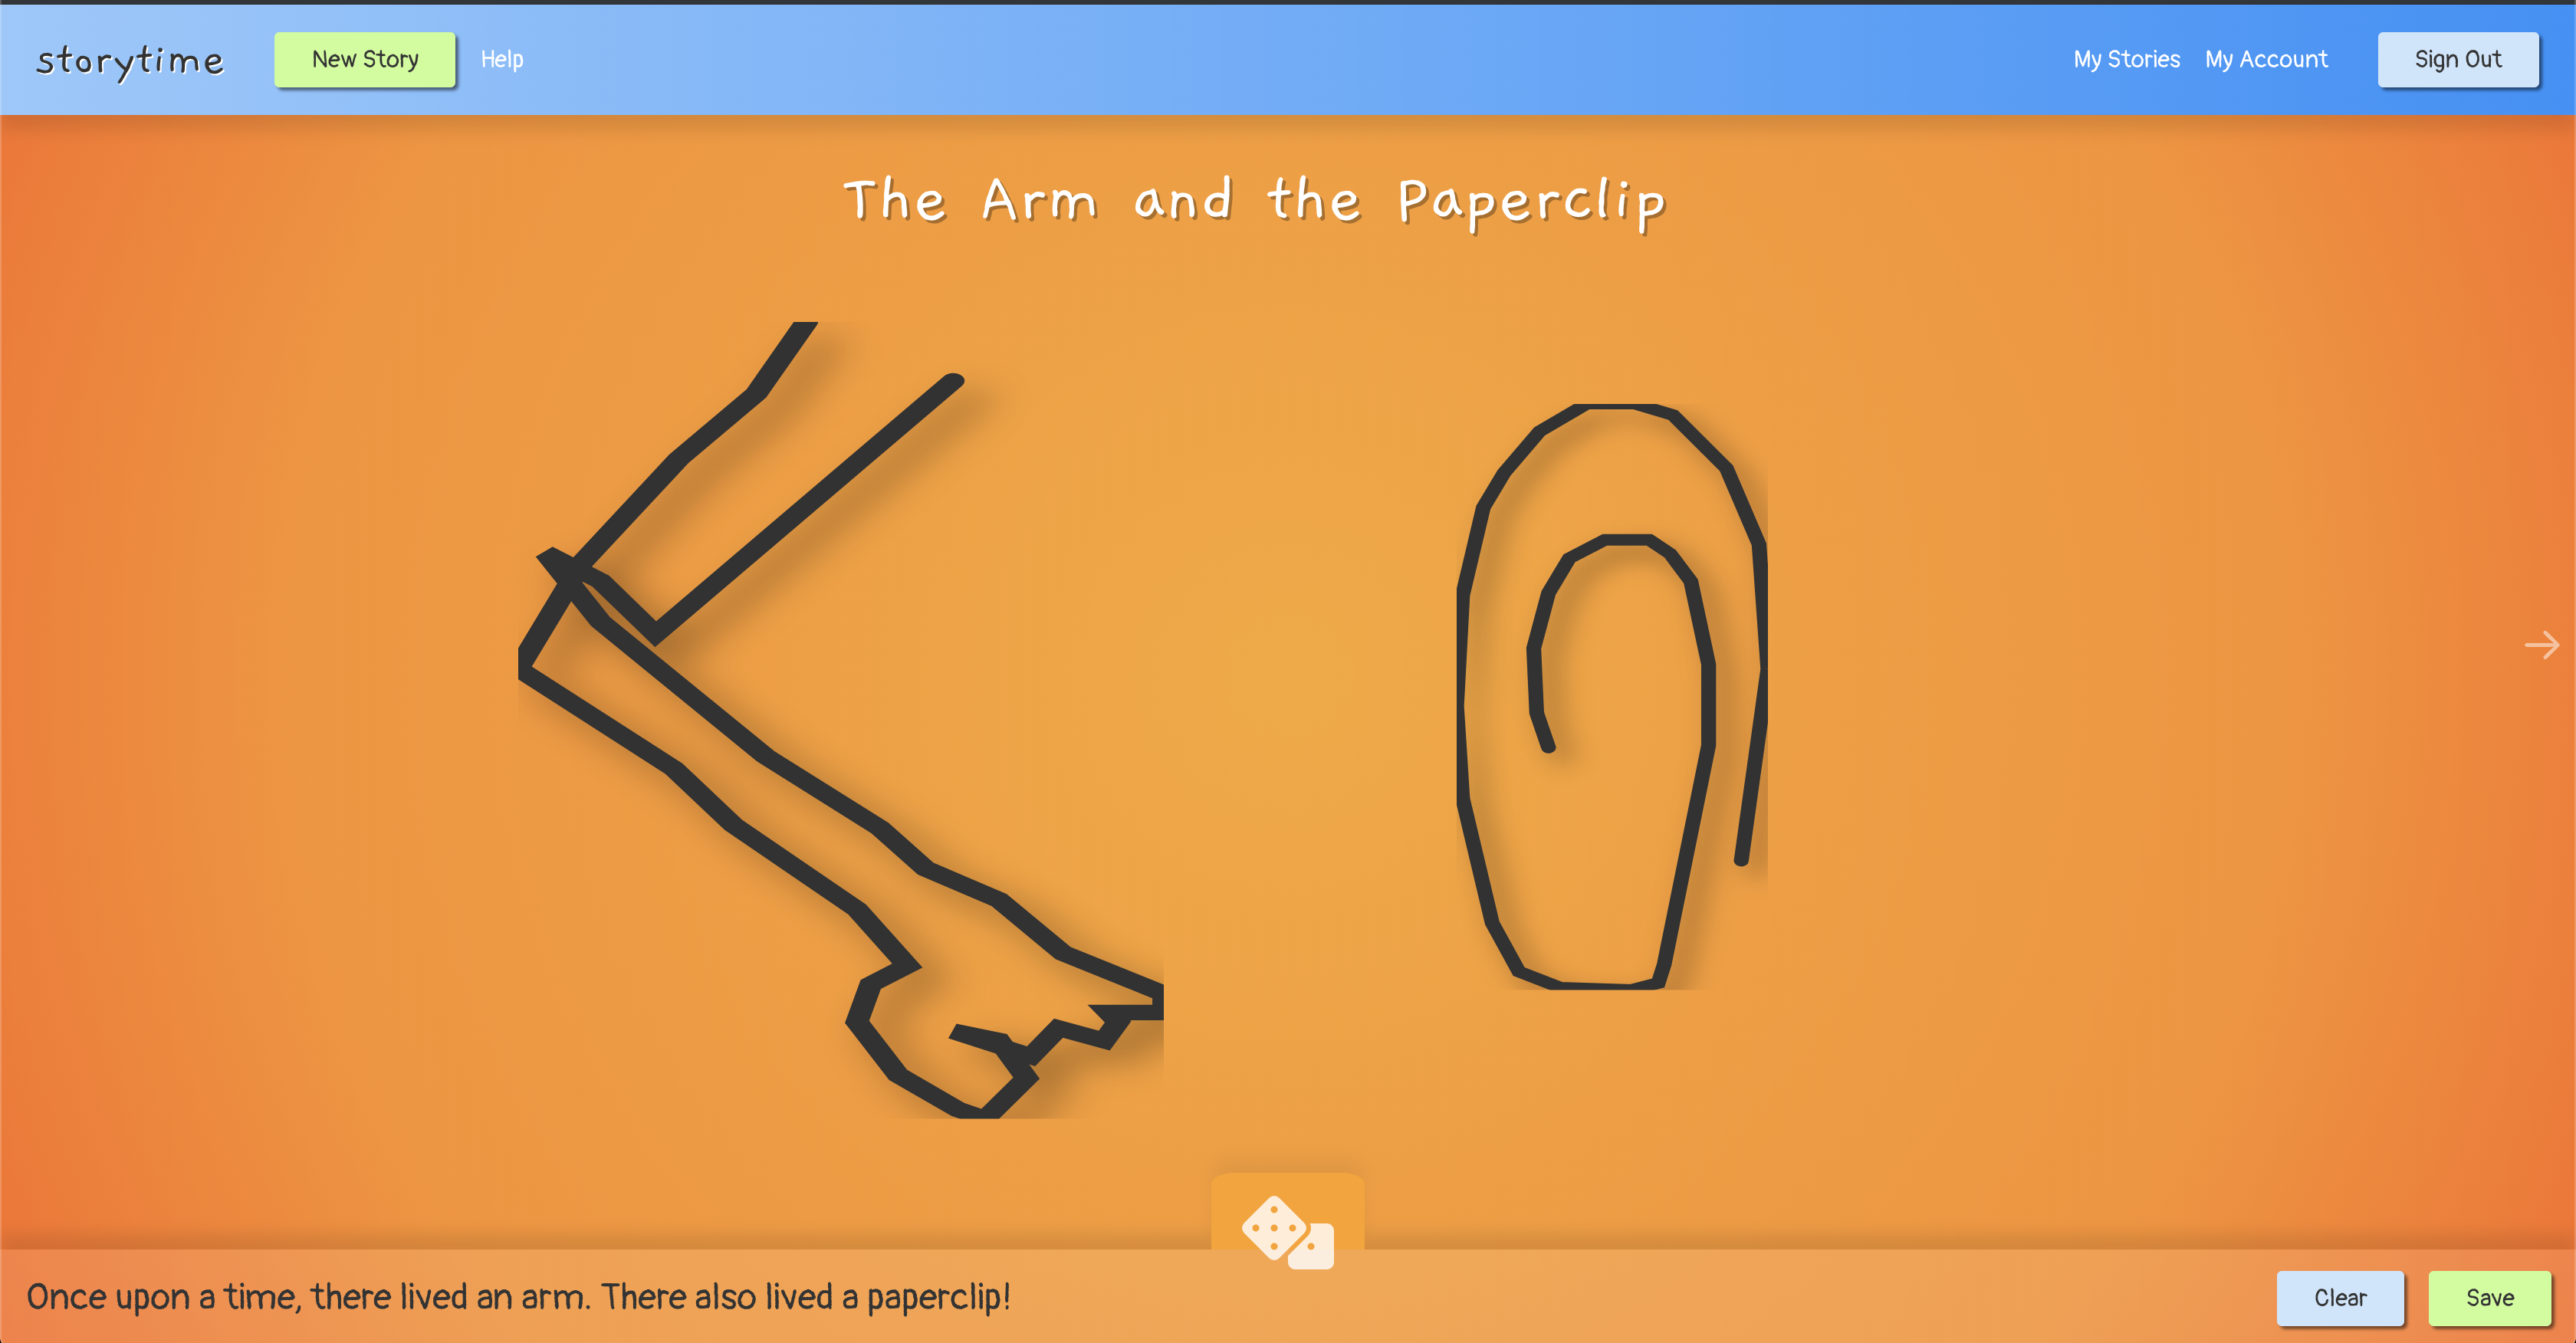 storytime New Story Help My Stories My Account Sign Out
The Arm and the Paperclip
Once upon a time, there lived an arm. There also lived a paperclip! Clear Save